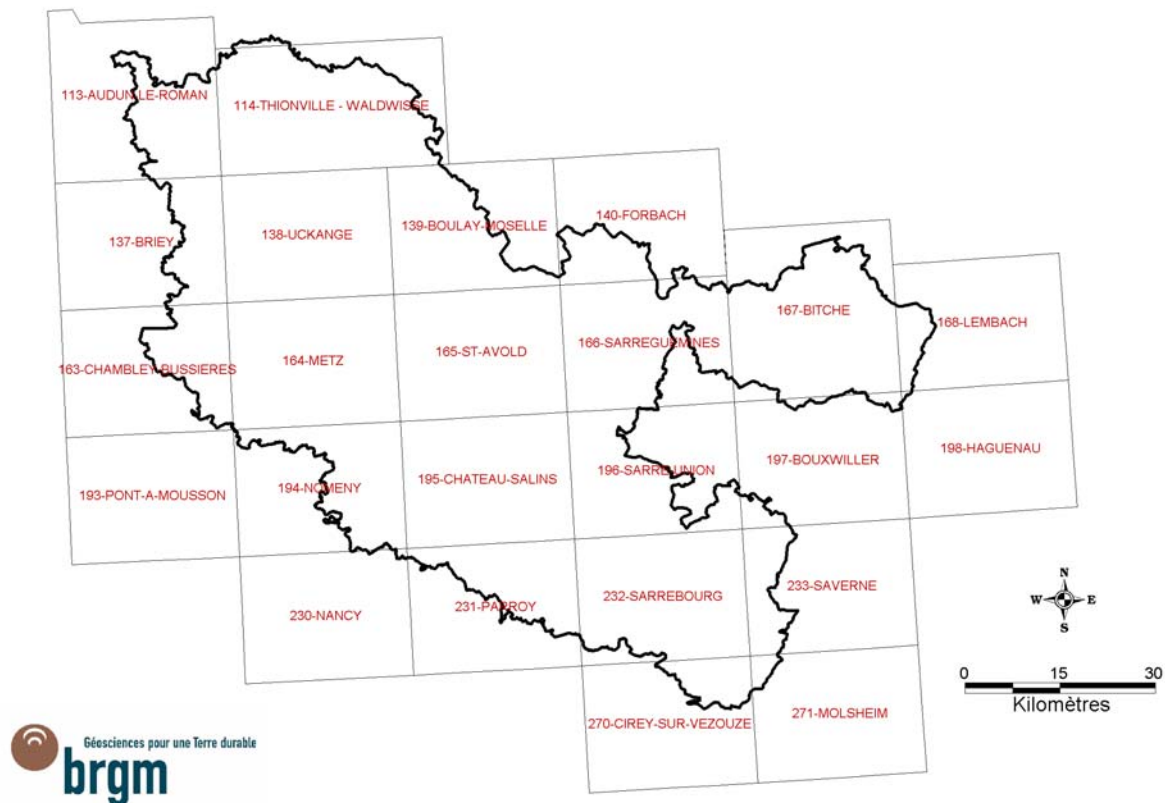 113-AUDUN-LE-ROMAN
114-THIONVILLE - WALDWISSE
137-BRIEY
138-UCKANGE
139-BOULAY-MOSELLE
140-FORBACH
163-CHAMBLEY-BUSSIERES
164-METZ
165-ST-AVOLD
166-SARREGUEMINES
167-BITCHE
168-LEMBACH
193-PONT-A-MOUSSON
194-NOMENY
195-CHATEAU-SALINS
196-SARRE-UNION
197-BOUXWILLER
198-HAGUENAU
230-NANCY
231-PARROY
232-SARREBOURG
233-SAVERNE
270-CIREY-SUR-VEZOUZE
271-MOLSHEIM
N
W E
S
0 15 30
Kilomètres
Géosciences pour une Terre durable
brgm